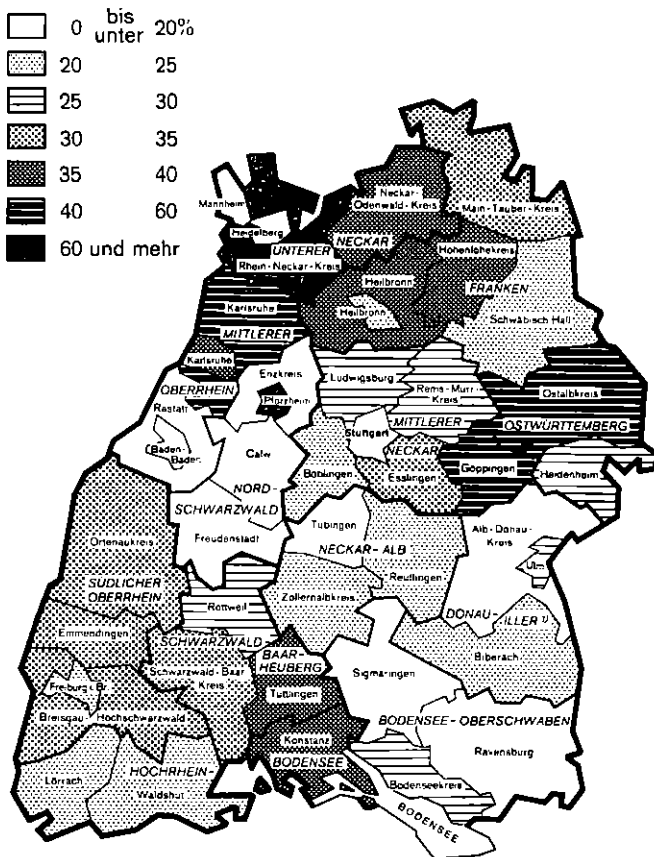 0 bis unter 20%
20 25
25 30
30 35
35 40
40 60
60 und mehr
Mannheim
Heidelberg
Neckar-
Odenwald-Kreis
Main-Tauber-Kreis
UNTERER NECKAR
Rhein-Neckar-Kreis
Hohenlohekreis
Heilbronn
FRANKEN
Heilbronn
Schwäbisch Hall
Karlsruhe
MITTLERER
Karlsruhe
OBERRHEIN
Enzkreis
Pforzheim
Ludwigsburg
Rems-Murr-
Kreis
Ostalbkreis
OSTWÜRTTEMBERG
Rastatt
Baden-
Baden
Calw
Stuttgart
MITTLERER
NECKAR
Böblingen
Esslingen
Göppingen
Heidenheim
NORD-
SCHWARZWALD
Freudenstadt
Tübingen
Alb-Donau-
Kreis
Ulm
Ortenaukreis
NECKAR-ALB
Reutlingen
SÜDLICHER
OBERRHEIN
Rottweil
Zollernalbkreis
DONAU-ILLER 1)
Emmendingen
SCHWARZWALD-
BAAR-
HEUBERG
Biberach
Schwarzwald-Baar
Kreis
Sigmaringen
Freiburg i.B.
Tuttlingen
Breisgau-Hochschwarzwald
Konstanz
BODENSEE-OBERSCHWABEN
Ravensburg
Lörrach
HOCHRHEIN-
BODENSEE
Waldshut
Bodenseekreis
BODENSEE